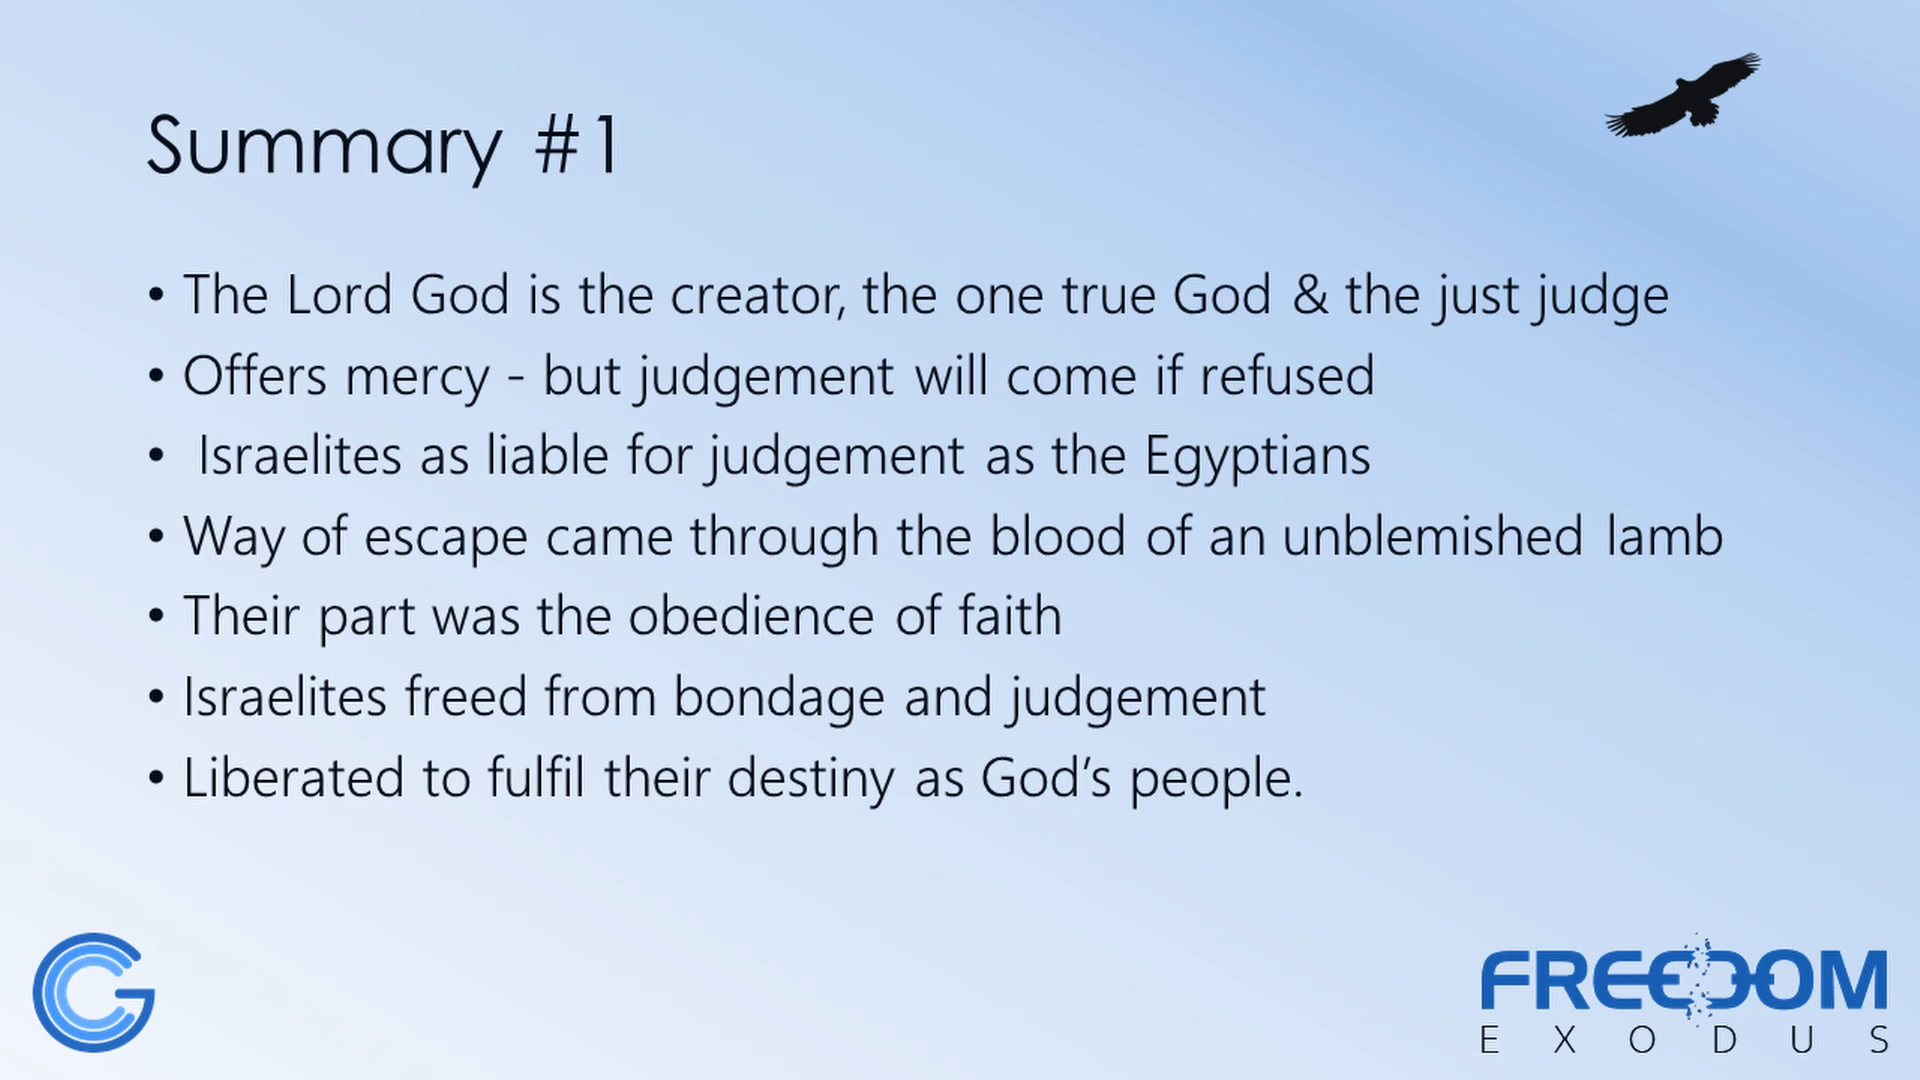 Summary #1
• The Lord God is the creator, the one true God & the just judge
• Offers mercy - but judgement will come if refused
• Israelites as liable for judgement as the Egyptians
• Way of escape came through the blood of an unblemished lamb
• Their part was the obedience of faith
• Israelites freed from bondage and judgement
• Liberated to fulfil their destiny as God’s people.
FREEDOM
EXODUS